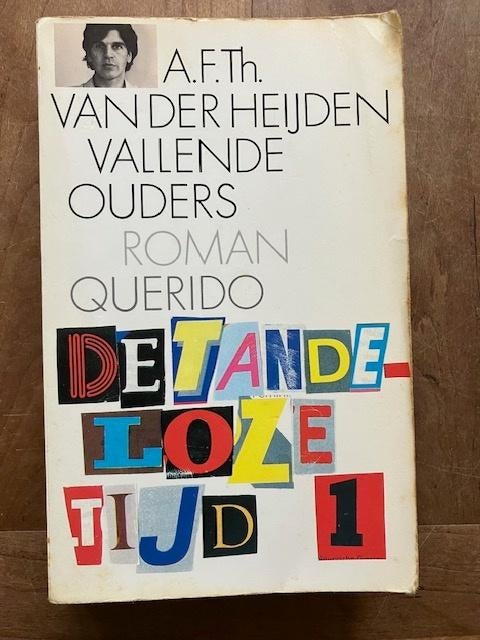 A.F.Th.
VAN DER HEIJDEN
VALLENDE
OUDERS
ROMAN
QUERIDO
DE TANDE-
LOZE
TIJD 1